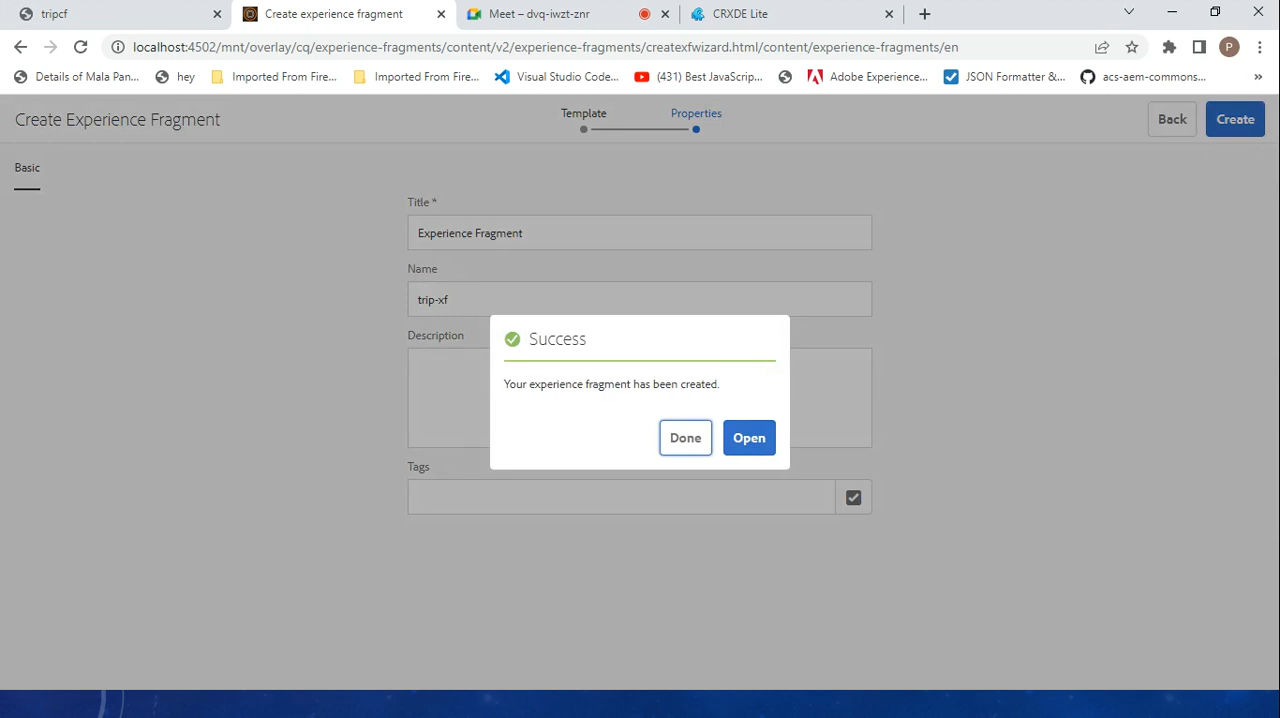 tripcf
Create experience fragment
Meet – dvq-iwzt-znr
CRXDE Lite
localhost:4502/mnt/overlay/cq/experience-fragments/content/v2/experience-fragments/createxfwizard.html/content/experience-fragments/en
P
Details of Mala Pan...
hey
Imported From Fire...
Imported From Fire...
Visual Studio Code...
(431) Best JavaScrip...
Adobe Experience...
JSON Formatter &...
acs-aem-commons...
»
Create Experience Fragment
Template
Properties
Back
Create
Basic
Title *
Experience Fragment
Name
trip-xf
Description
Success
Your experience fragment has been created.
Done
Open
Tags